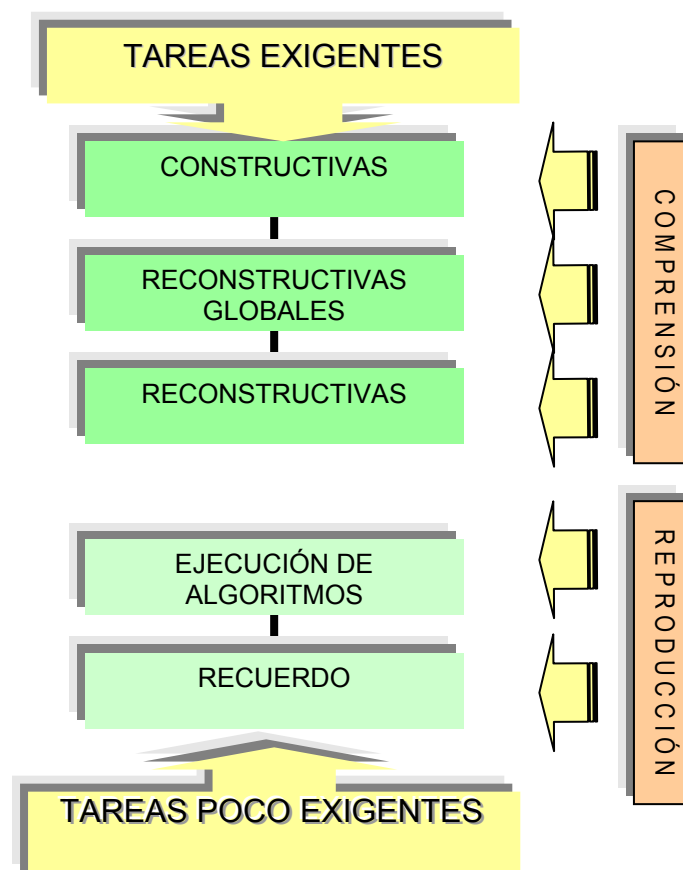 TAREAS EXIGENTES
CONSTRUCTIVAS
RECONSTRUCTIVAS
GLOBALES
RECONSTRUCTIVAS
COMPRENSIÓN
EJECUCIÓN DE
ALGORITMOS
RECUERDO
REPRODUCCIÓN
TAREAS POCO EXIGENTES